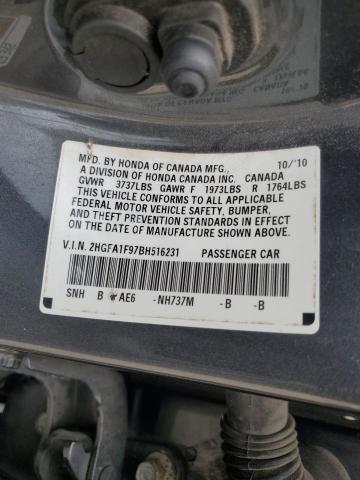 MFD. BY HONDA OF CANADA MFG., 10/'10
A DIVISION OF HONDA CANADA INC. CANADA
GVWR 3737LBS GAWR F 1973LBS R 1764LBS
THIS VEHICLE CONFORMS TO ALL APPLICABLE
FEDERAL MOTOR VEHICLE SAFETY, BUMPER,
AND THEFT PREVENTION STANDARDS IN EFFECT
ON THE DATE OF MANUFACTURE SHOWN ABOVE.
V.I.N. 2HGFA1F97BH516231 PASSENGER CAR
SNH B AE6 -NH737M -B -B